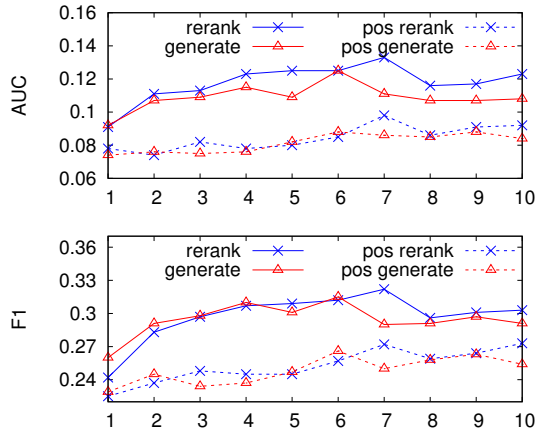 0.16
rerank pos rerank
generate pos generate
0.14
0.12
0.1
0.08
0.06
AUC
1 2 3 4 5 6 7 8 9 10
0.36
rerank pos rerank
generate pos generate
0.33
0.3
0.27
0.24
F1
1 2 3 4 5 6 7 8 9 10